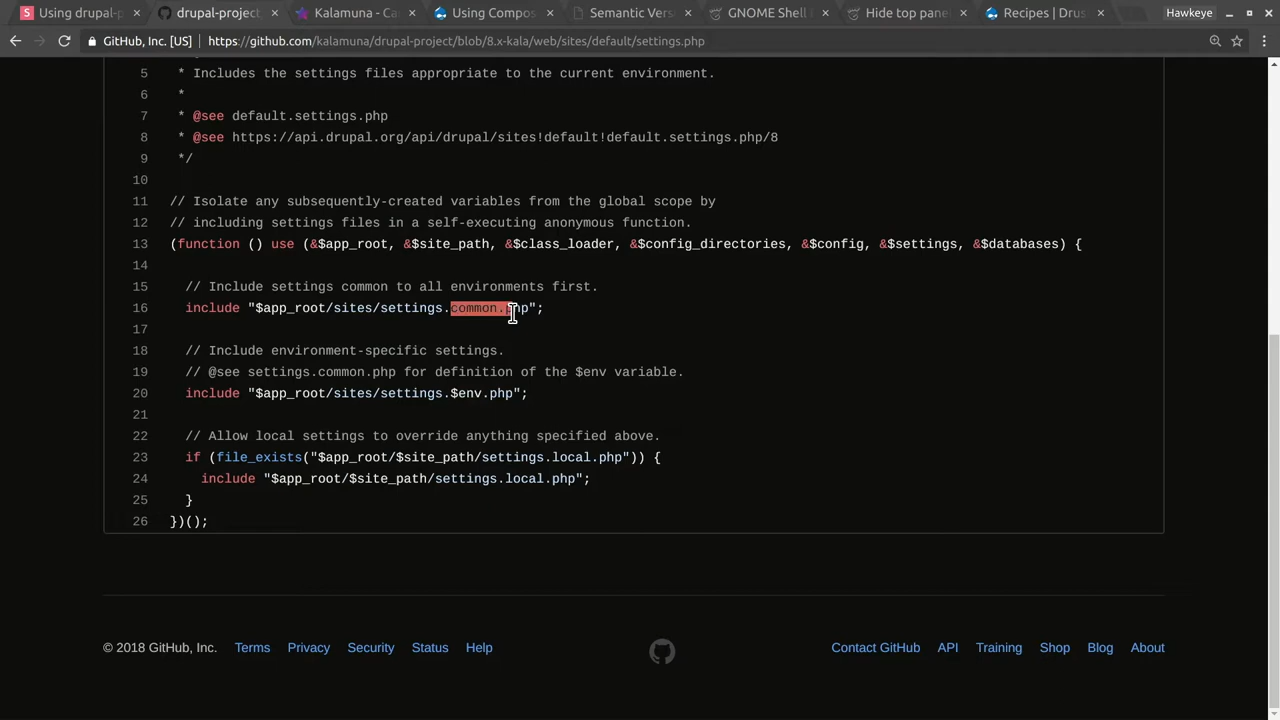 Using drupal-p
drupal-project
Kalamuna - Ca
Using Compos
Semantic Vers
GNOME Shell
Hide top pane
Recipes | Drus
Hawkeye
GitHub, Inc. [US]
https://github.com/kalamuna/drupal-project/blob/8.x-kala/web/sites/default/settings.php
5 * Includes the settings files appropriate to the current environment.
6 *
7 * @see default.settings.php
8 * @see https://api.drupal.org/api/drupal/sites!default!default.settings.php/8
9 */
10
11 // Isolate any subsequently-created variables from the global scope by
12 // including settings files in a self-executing anonymous function.
13 (function () use (&$app_root, &$site_path, &$class_loader, &$config_directories, &$config, &$settings, &$databases) {
14
15 // Include settings common to all environments first.
16 include "$app_root/sites/settings.common.php";
17
18 // Include environment-specific settings.
19 // @see settings.common.php for definition of the $env variable.
20 include "$app_root/sites/settings.$env.php";
21
22 // Allow local settings to override anything specified above.
23 if (file_exists("$app_root/$site_path/settings.local.php")) {
24 include "$app_root/$site_path/settings.local.php";
25 }
26 })();
© 2018 GitHub, Inc. Terms Privacy Security Status Help
Contact GitHub API Training Shop Blog About